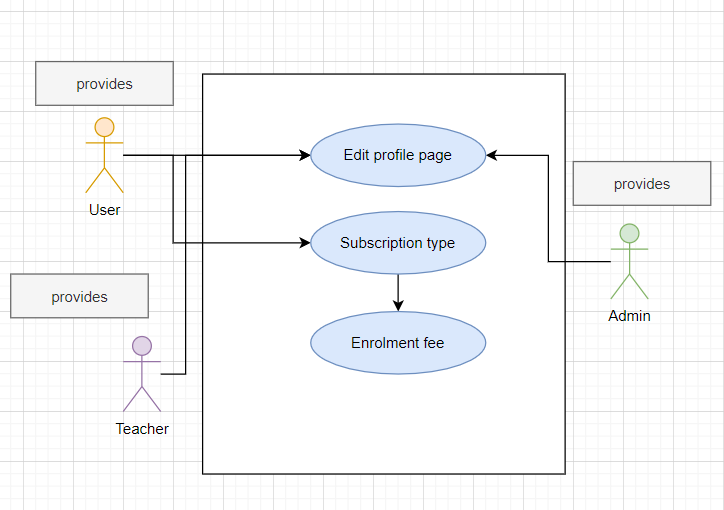 provides
User
Edit profile page
provides
Subscription type
provides
Admin
Enrolment fee
Teacher